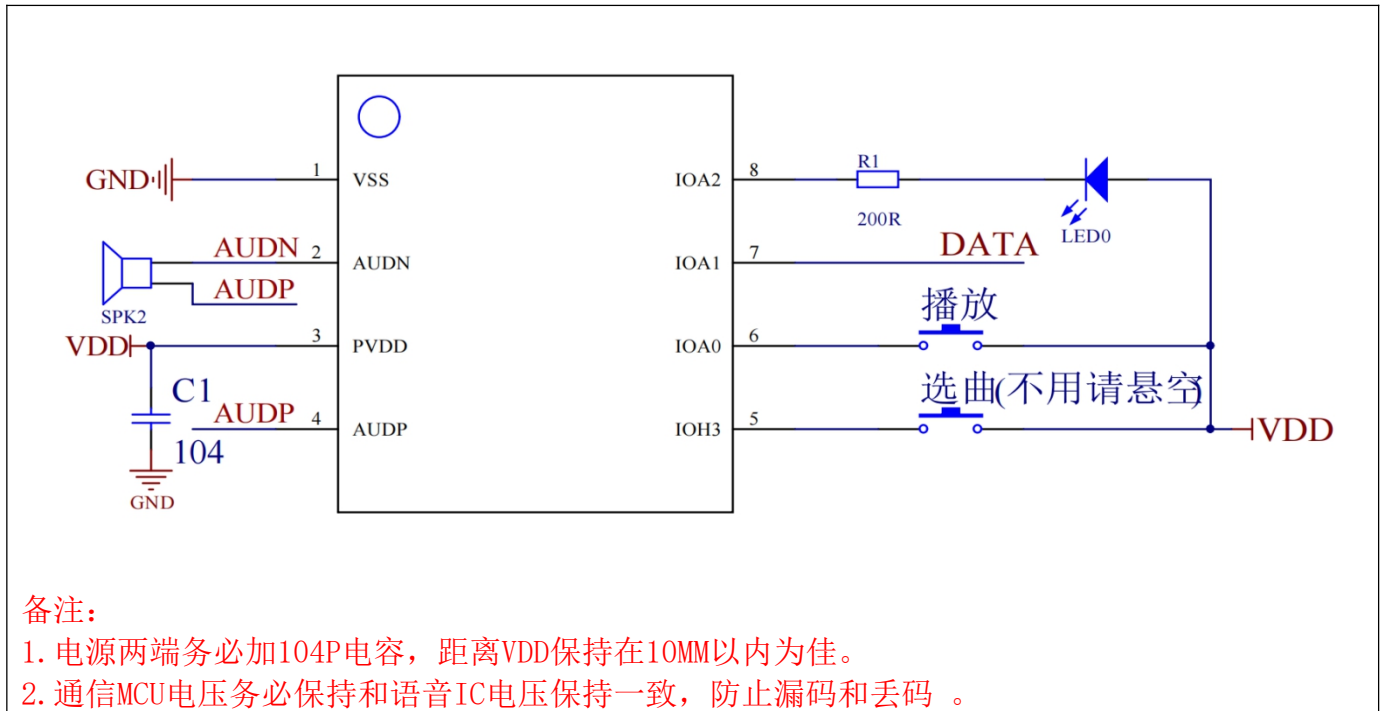 GND
1
VSS
AUDN
2
AUDN
AUDP
SPK2
VDD
3
PVDD
C1
104
GND
AUDP
4
AUDP
IOA2
8
R1
200R
LED0
IOA1
7
DATA
播放
IOA0
6
选曲(不用请悬空)
IOH3
5
VDD
备注:
1.电源两端务必加104P电容，距离VDD保持在10MM以内为佳。
2.通信MCU电压务必保持和语音IC电压保持一致，防止漏码和丢码 。